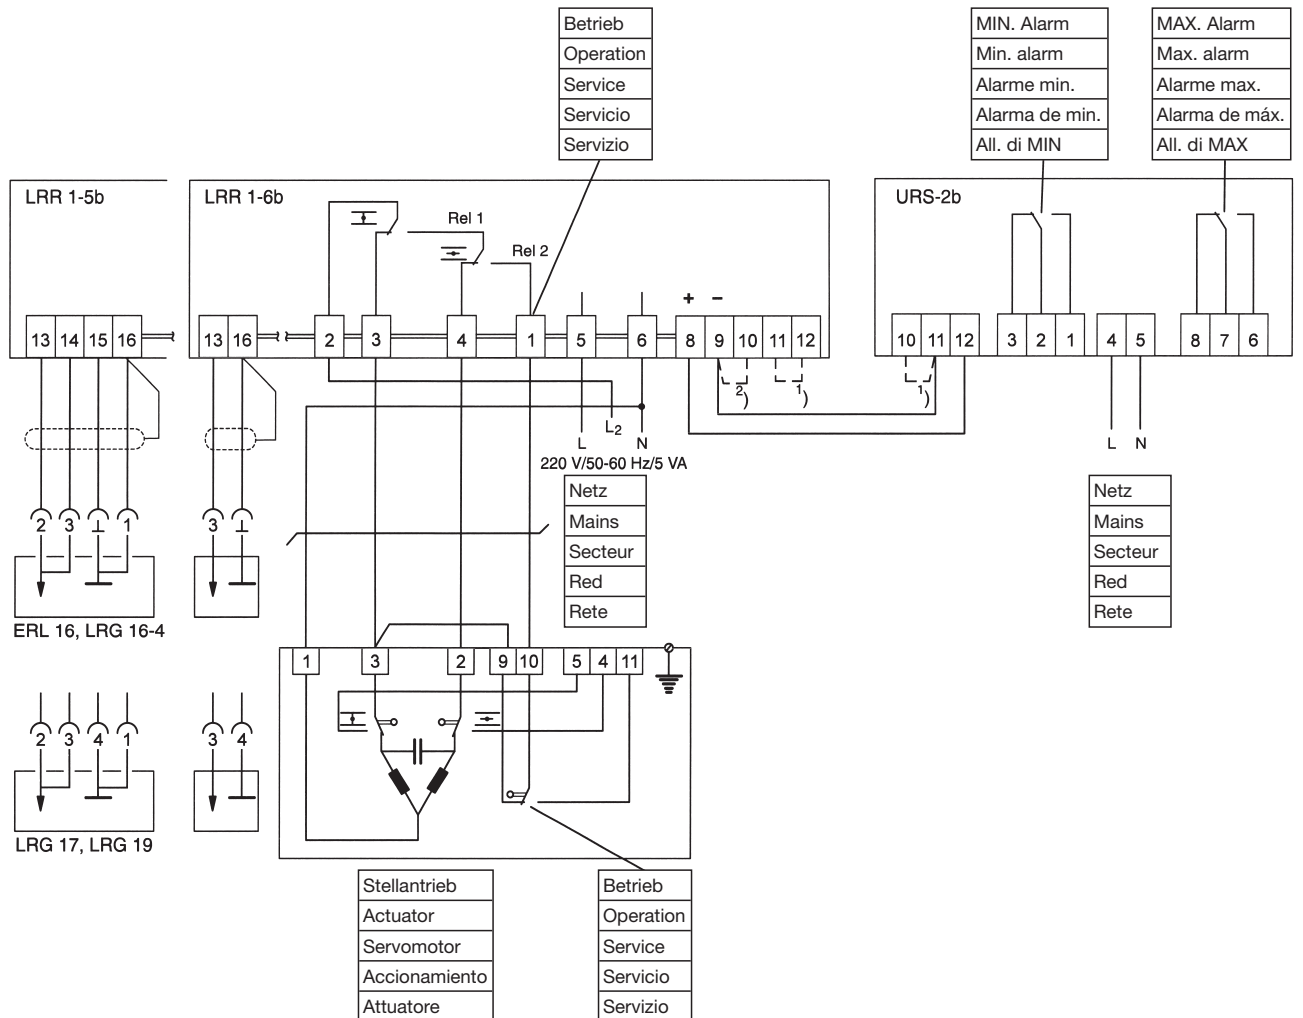 Betrieb
Operation
Service
Servicio
Servizio
MIN. Alarm
Min. alarm
Alarme min.
Alarma de min.
All. di MIN
MAX. Alarm
Max. alarm
Alarme max.
Alarma de máx.
All. di MAX
LRR 1-5b
LRR 1-6b
URS-2b
Rel 1
Rel 2
+ −
13 14 15 16
13 16
2 3 4 1 5 6 8 9 10 11 12
10 11 12 3 2 1 4 5 8 7 6
2) 1) 1)
L L2 N
220 V/50-60 Hz/5 VA
L N
Netz
Mains
Secteur
Red
Rete
Netz
Mains
Secteur
Red
Rete
2 3 ⊥ 1
3 ⊥
ERL 16, LRG 16-4
1 3 2 9 10 5 4 11
2 3 4 1
3 4
LRG 17, LRG 19
Stellantrieb
Actuator
Servomotor
Accionamiento
Attuatore
Betrieb
Operation
Service
Servicio
Servizio